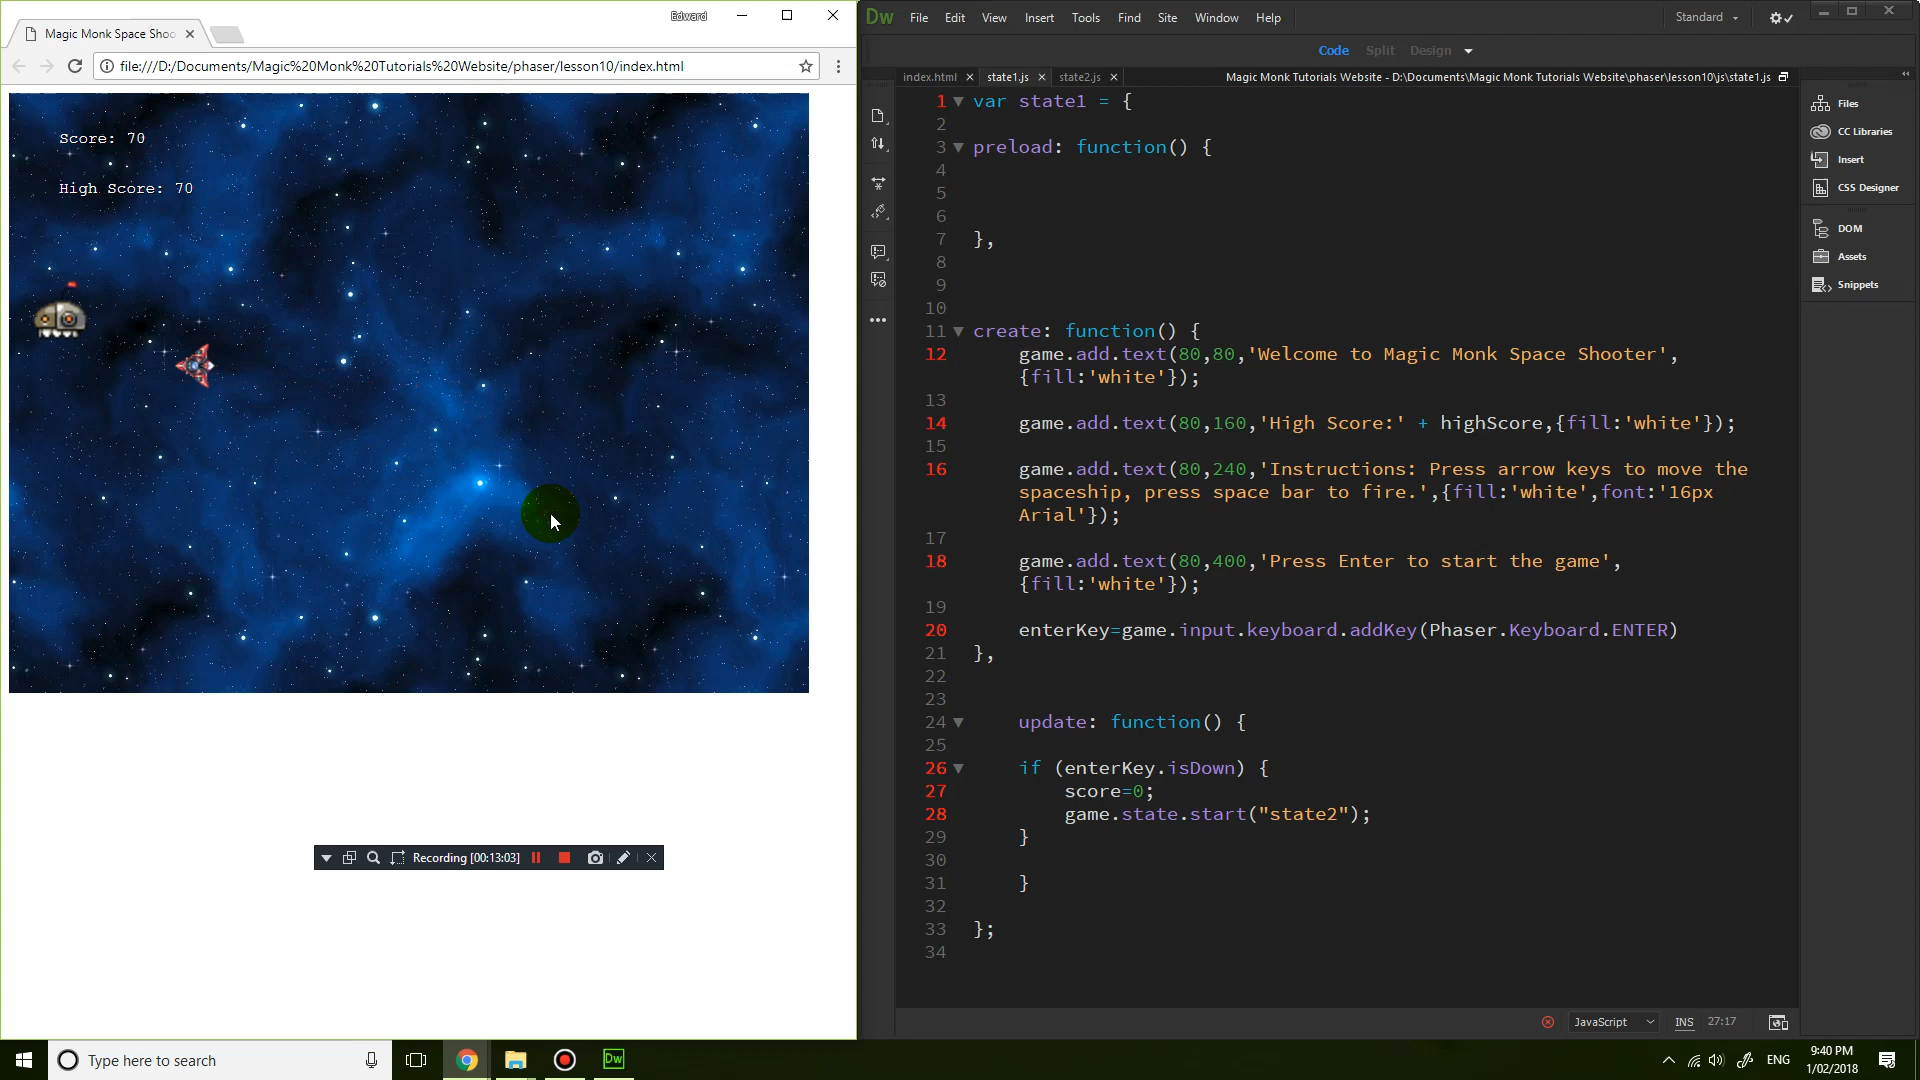 Edward
Magic Monk Space Shoo
file:///D:/Documents/Magic%20Monk%20Tutorials%20Website/phaser/lesson10/index.html
Score: 70
High Score: 70
Recording [00:13:03]
Dw File Edit View Insert Tools Find Site Window Help Standard
Code Split Design
index.html state1.js state2.js Magic Monk Tutorials Website - D:\Documents\Magic Monk Tutorials Website\phaser\lesson10\js\state1.js
1 var state1 = {
2
3 preload: function() {
4
5
6
7 },
8
9
10
11 create: function() {
12 game.add.text(80,80,'Welcome to Magic Monk Space Shooter',
{fill:'white'});
13
14 game.add.text(80,160,'High Score:' + highScore,{fill:'white'});
15
16 game.add.text(80,240,'Instructions: Press arrow keys to move the
spaceship, press space bar to fire.',{fill:'white',font:'16px
Arial'});
17
18 game.add.text(80,400,'Press Enter to start the game',
{fill:'white'});
19
20 enterKey=game.input.keyboard.addKey(Phaser.Keyboard.ENTER)
21 },
22
23
24 update: function() {
25
26 if (enterKey.isDown) {
27 score=0;
28 game.state.start("state2");
29 }
30
31 }
32
33 };
34
JavaScript INS 27:17
Files
CC Libraries
Insert
CSS Designer
DOM
Assets
Snippets
Type here to search
Dw
ENG
9:40 PM
1/02/2018